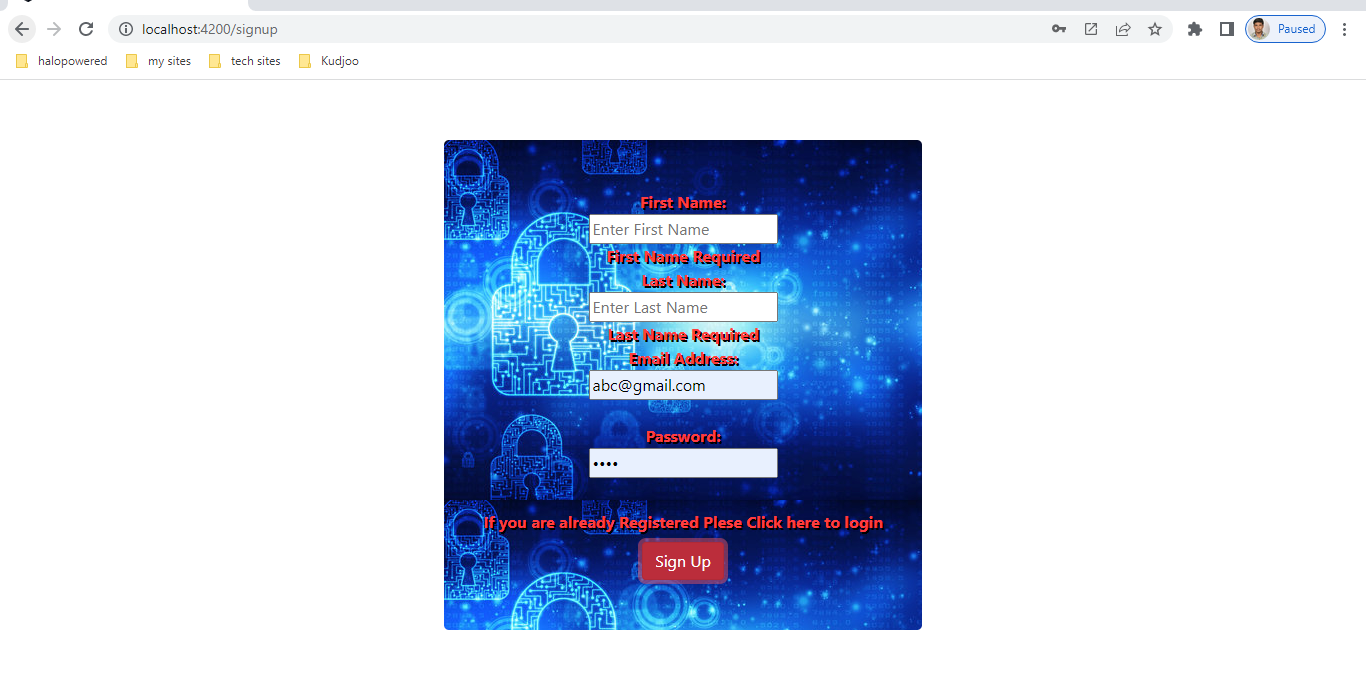 localhost:4200/signup
Paused
halopowered my sites tech sites Kudjoo
First Name:
Enter First Name
First Name Required
Last Name:
Enter Last Name
Last Name Required
Email Address:
abc@gmail.com
Password:
••••
If you are already Registered Plese Click here to login
Sign Up